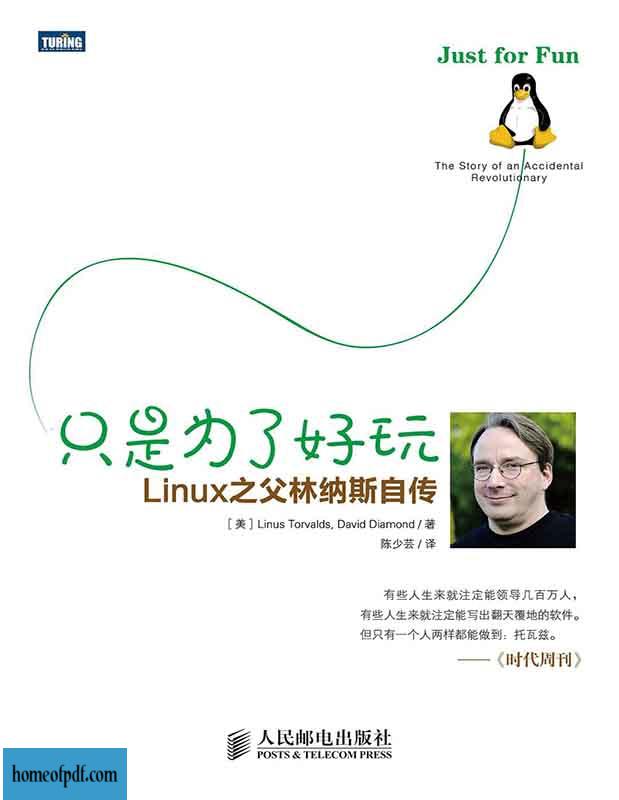 TURING
Just for Fun
The Story of an Accidental
Revolutionary
只是为了好玩
Linux之父林纳斯自传
［美］Linus Torvalds, David Diamond / 著
陈少芸 / 译
有些人生来就注定能领导几百万人，
有些人生来就注定能写出翻天覆地的软件。
但只有一个人两样都能做到：托瓦兹。
——《时代周刊》
人民邮电出版社
POSTS & TELECOM PRESS
homeofpdf.com